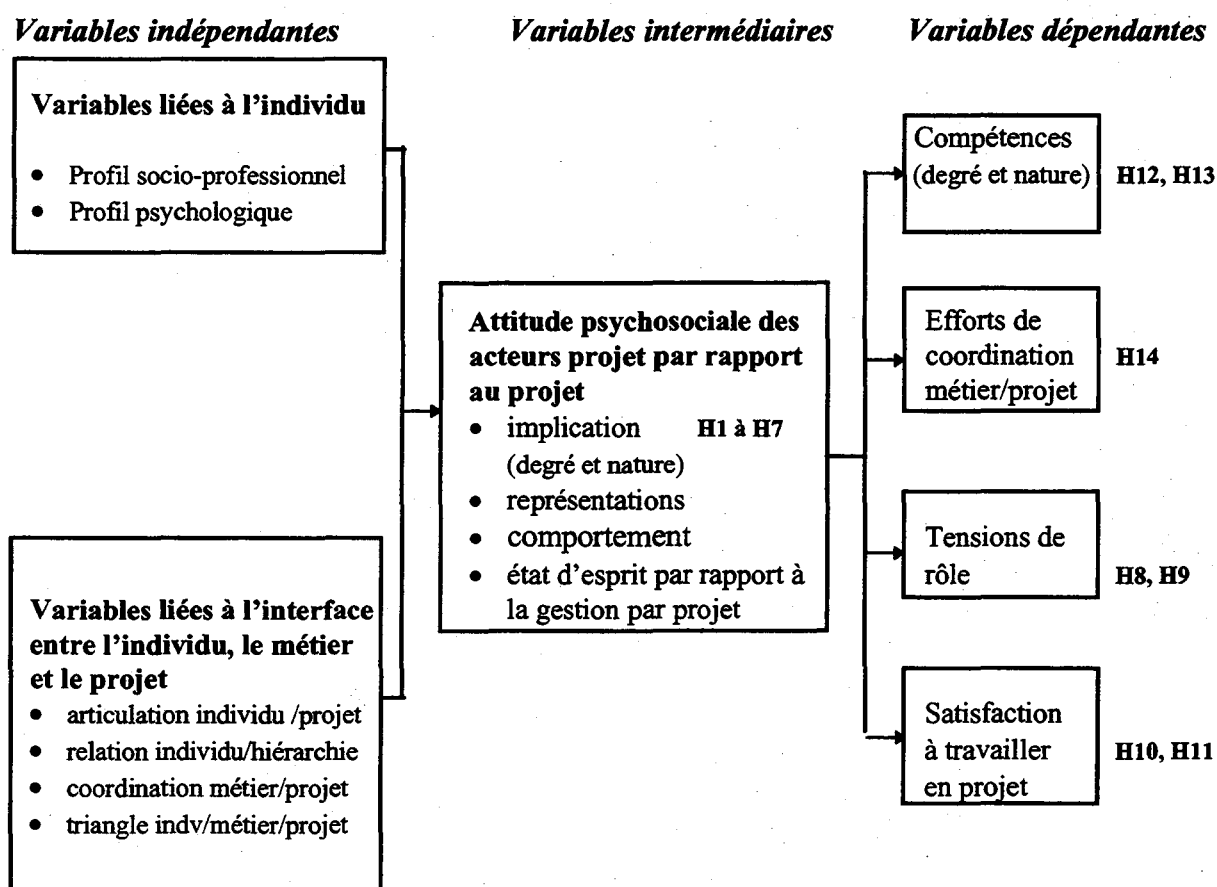 Variables indépendantes
Variables intermédiaires
Variables dépendantes
Variables liées à l'individu
• Profil socio-professionnel
• Profil psychologique
Variables liées à l'interface
entre l'individu, le métier
et le projet
• articulation individu /projet
• relation individu/hiérarchie
• coordination métier/projet
• triangle indv/métier/projet
Attitude psychosociale des
acteurs projet par rapport
au projet
• implication H1 à H7
(degré et nature)
• représentations
• comportement
• état d'esprit par rapport à
la gestion par projet
Compétences
(degré et nature) H12, H13
Efforts de
coordination H14
métier/projet
Tensions de
rôle H8, H9
Satisfaction
à travailler H10, H11
en projet